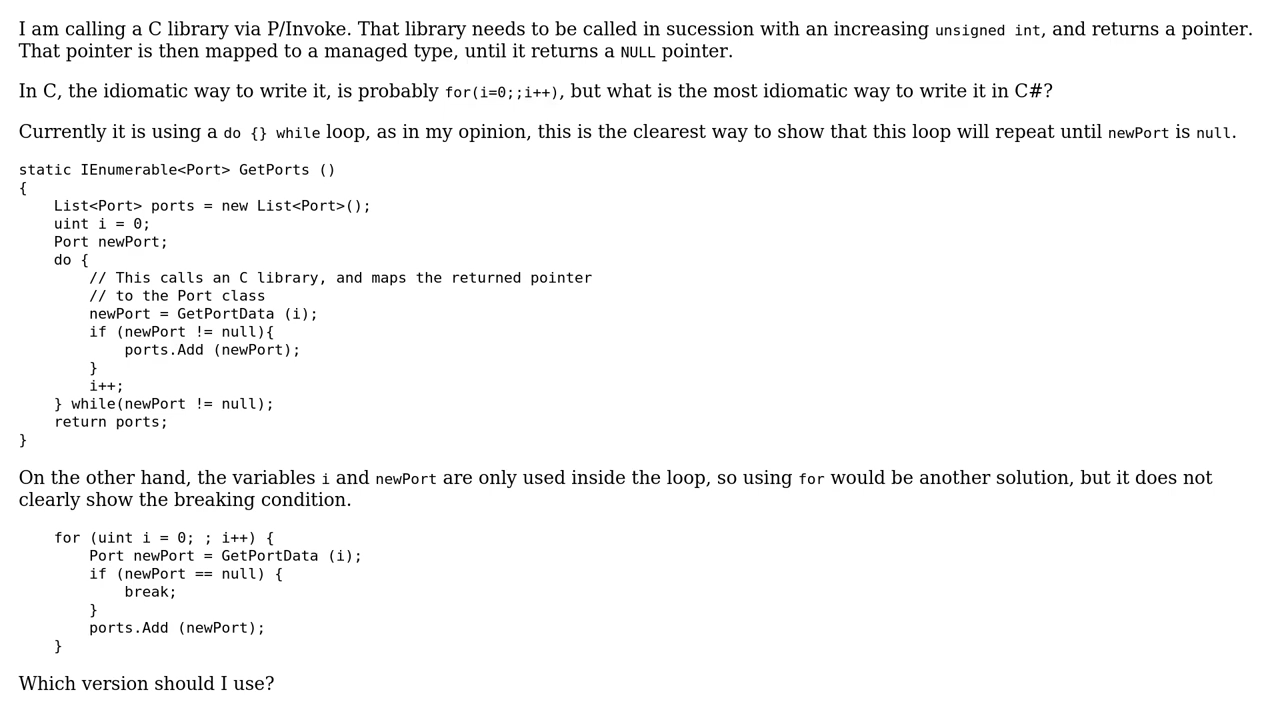 I am calling a C library via P/Invoke. That library needs to be called in sucession with an increasing unsigned int, and returns a pointer.
That pointer is then mapped to a managed type, until it returns a NULL pointer.
In C, the idiomatic way to write it, is probably for(i=0;;i++), but what is the most idiomatic way to write it in C#?
Currently it is using a do {} while loop, as in my opinion, this is the clearest way to show that this loop will repeat until newPort is null.
static IEnumerable<Port> GetPorts ()
{
    List<Port> ports = new List<Port>();
    uint i = 0;
    Port newPort;
    do {
        // This calls an C library, and maps the returned pointer
        // to the Port class
        newPort = GetPortData (i);
        if (newPort != null){
            ports.Add (newPort);
        }
        i++;
    } while(newPort != null);
    return ports;
}
On the other hand, the variables i and newPort are only used inside the loop, so using for would be another solution, but it does not
clearly show the breaking condition.
    for (uint i = 0; ; i++) {
        Port newPort = GetPortData (i);
        if (newPort == null) {
            break;
        }
        ports.Add (newPort);
    }
Which version should I use?